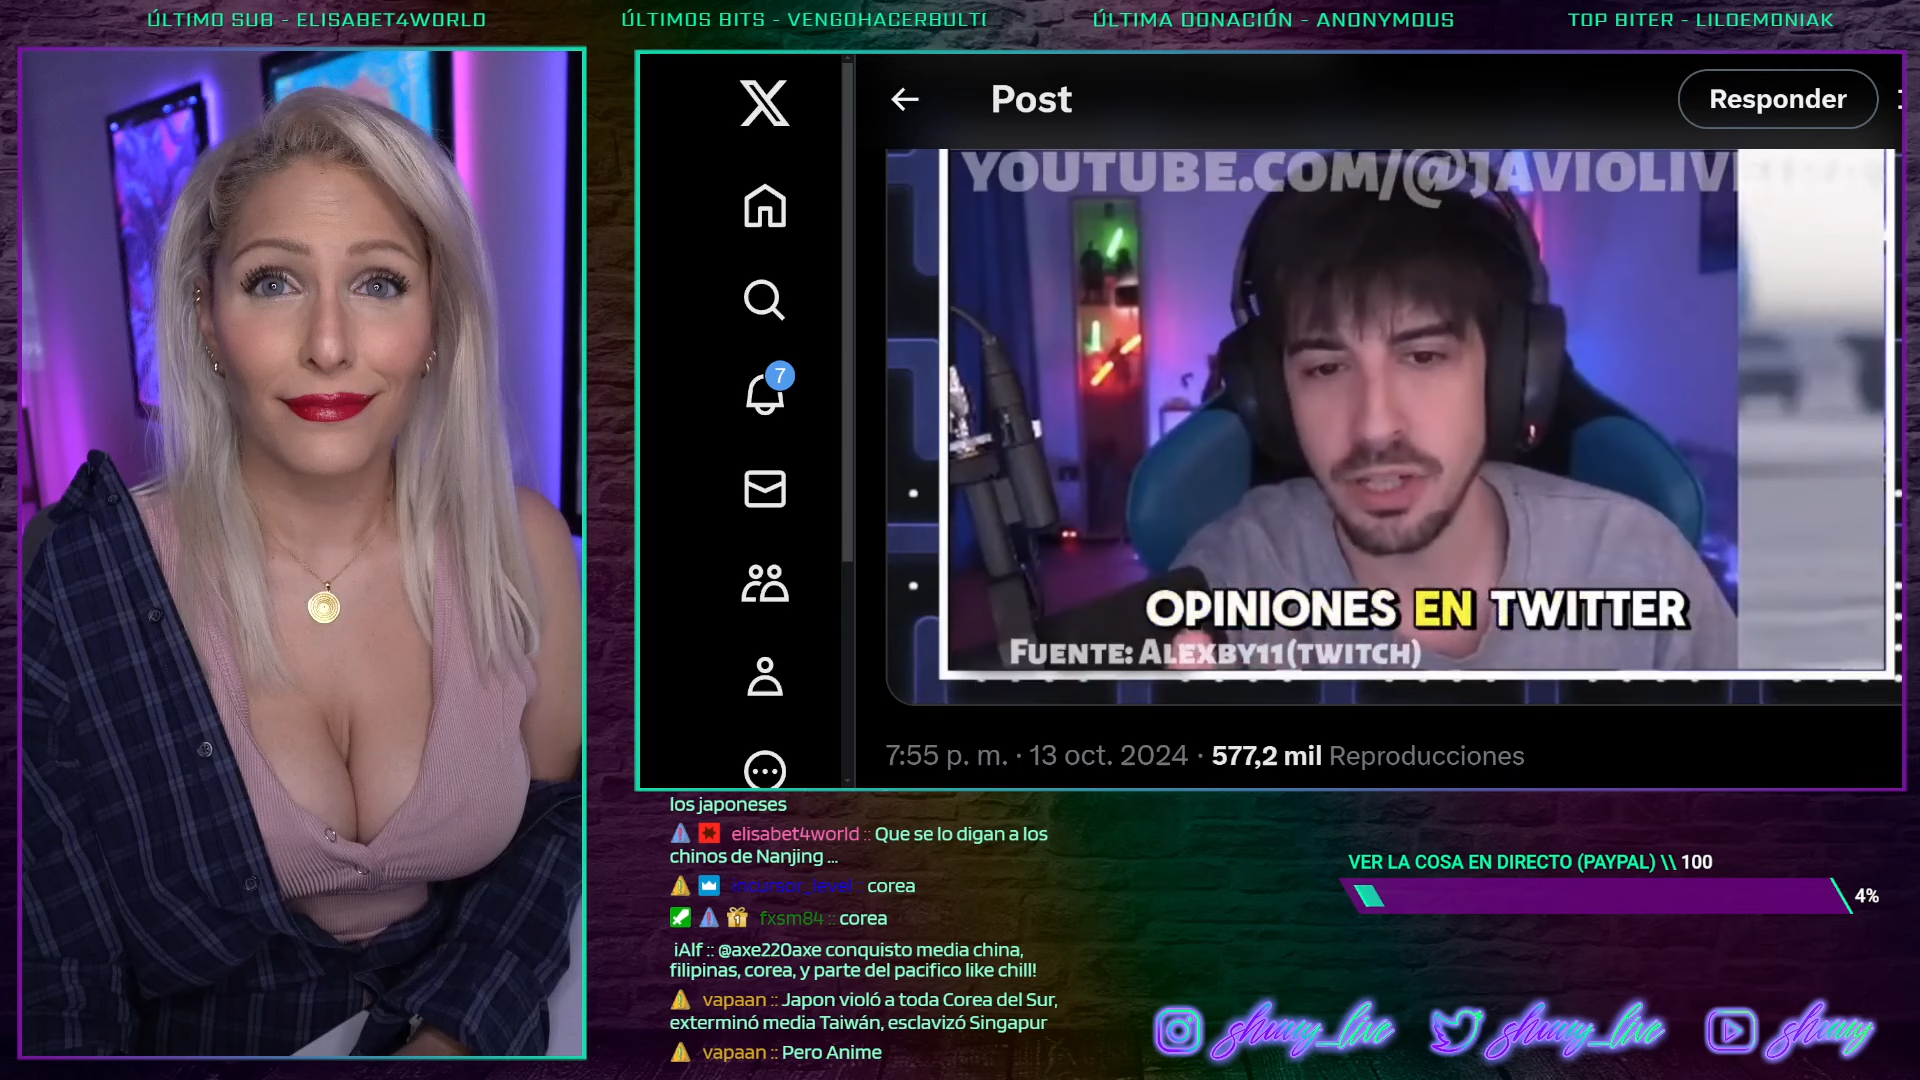 ÚLTIMO SUB - ELISABET4WORLD
ÚLTIMOS BITS - VENGOHACERBULTI
ÚLTIMA DONACIÓN - ANONYMOUS
TOP BITER - LILDEMONIAK
Post
Responder
YOUTUBE.COM/@JAVIOLIVE
7
OPINIONES EN TWITTER
FUENTE: ALEXBY11(TWITCH)
7:55 p. m. · 13 oct. 2024 · 577,2 mil Reproducciones
los japoneses
elisabet4world :: Que se lo digan a los
chinos de Nanjing ...
incursor_level :: corea
fxsm84 :: corea
iAlf :: @axe220axe conquisto media china,
filipinas, corea, y parte del pacifico like chill!
vapaan :: Japon violó a toda Corea del Sur,
exterminó media Taiwán, esclavizó Singapur
vapaan :: Pero Anime
VER LA COSA EN DIRECTO (PAYPAL) \\ 100
4%